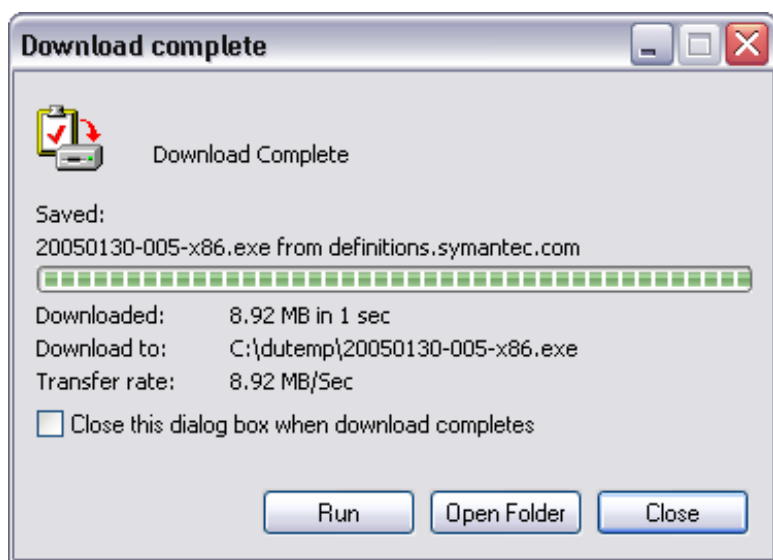 Download complete
Download Complete
Saved:
20050130-005-x86.exe from definitions.symantec.com
Downloaded: 8.92 MB in 1 sec
Download to: C:\dutemp\20050130-005-x86.exe
Transfer rate: 8.92 MB/Sec
Close this dialog box when download completes
Run Open Folder Close